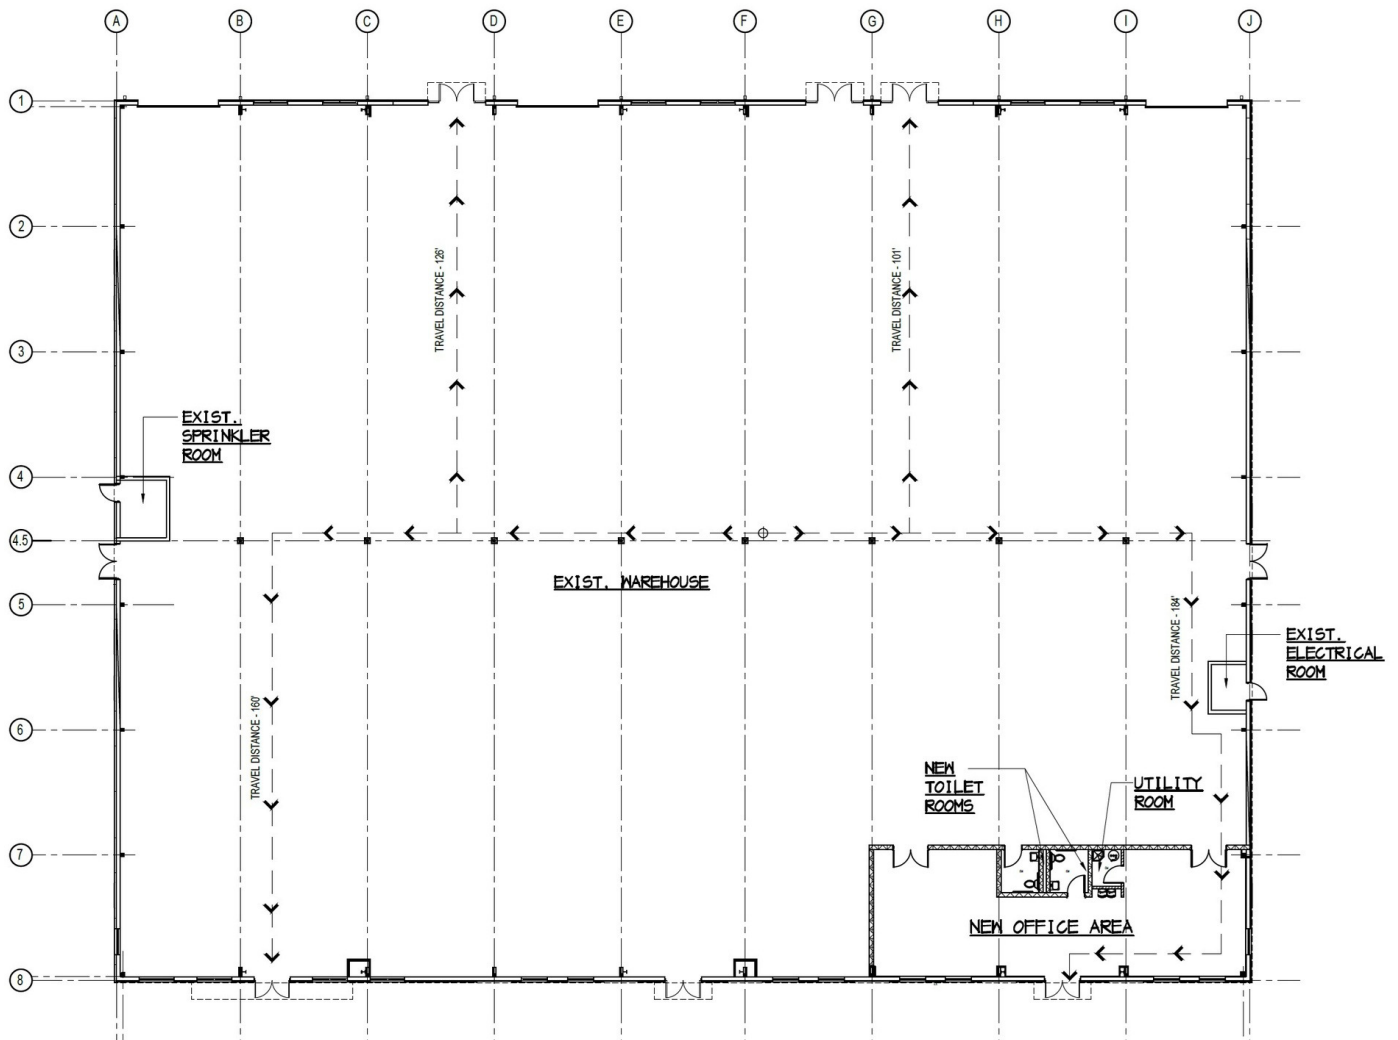 A B C D E F G H I J
1
2
3
4
4.5
5
6
7
8
TRAVEL DISTANCE - 126'
TRAVEL DISTANCE - 101'
EXIST.
SPRINKLER
ROOM
EXIST. WAREHOUSE
TRAVEL DISTANCE - 184'
EXIST.
ELECTRICAL
ROOM
TRAVEL DISTANCE - 160'
NEW
TOILET
ROOMS
UTILITY
ROOM
NEW OFFICE AREA